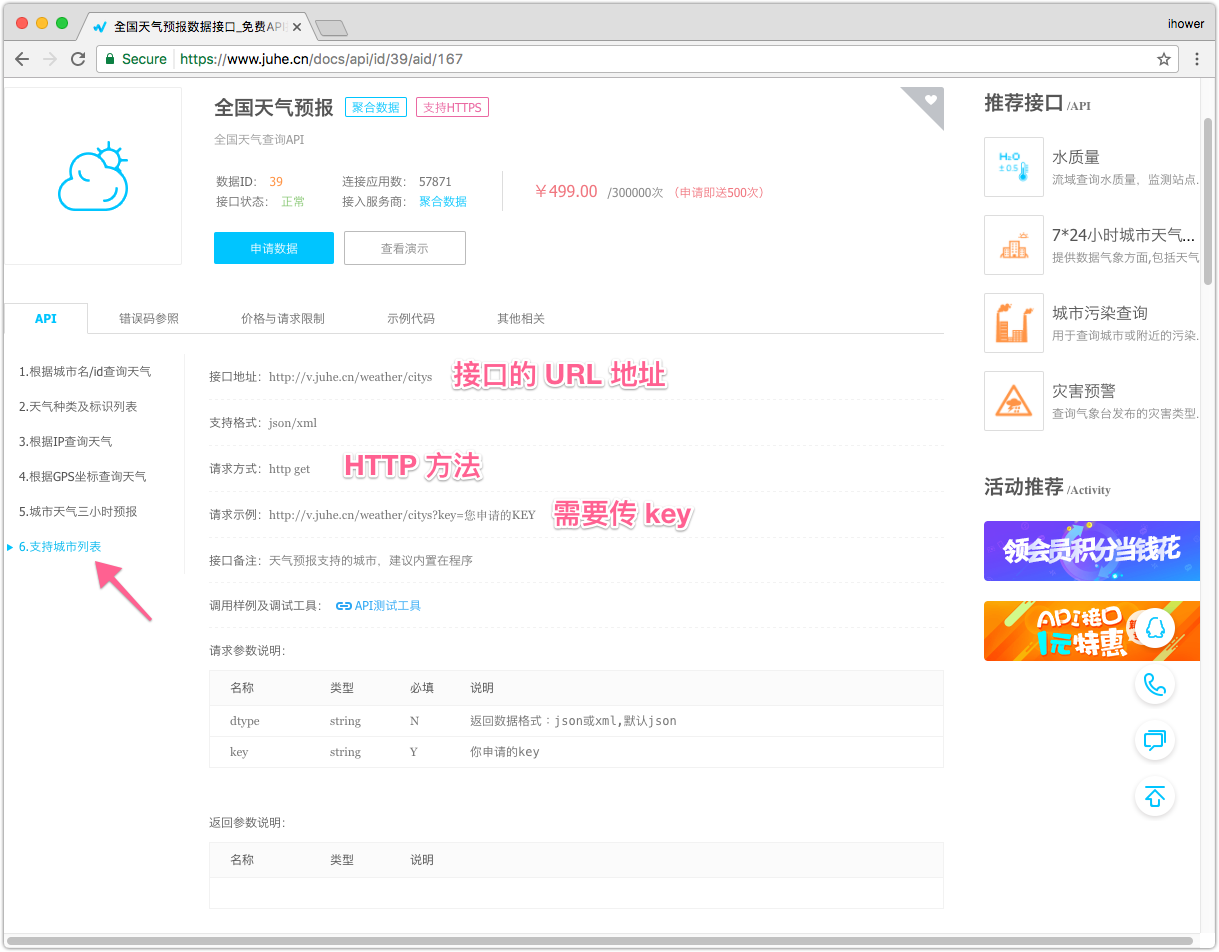 全国天气预报数据接口_免费API
ihower
Secure https://www.juhe.cn/docs/api/id/39/aid/167
全国天气预报 聚合数据 支持HTTPS
全国天气查询API
数据ID: 39 连接应用数: 57871
接口状态: 正常 接入服务商: 聚合数据
￥499.00 /300000次 (申请即送500次)
申请数据 查看演示
API 错误码参照 价格与请求限制 示例代码 其他相关
1.根据城市名/id查询天气
2.天气种类及标识列表
3.根据IP查询天气
4.根据GPS坐标查询天气
5.城市天气三小时预报
6.支持城市列表
接口地址: http://v.juhe.cn/weather/citys 接口的 URL 地址
支持格式: json/xml
请求方式: http get HTTP 方法
请求示例: http://v.juhe.cn/weather/citys?key=您申请的KEY 需要传 key
接口备注: 天气预报支持的城市，建议内置在程序
调用样例及调试工具: API测试工具
请求参数说明:
名称 类型 必填 说明
dtype string N 返回数据格式：json或xml,默认json
key string Y 你申请的key
返回参数说明:
名称 类型 说明
推荐接口 /API
H₂O
±0.5
水质量
流域查询水质量，监测站点.
7*24小时城市天气...
提供数据气象方面,包括天气
城市污染查询
用于查询城市或附近的污染.
灾害预警
查询气象台发布的灾害类型.
活动推荐 /Activity
领会员积分当钱花
API接口
1元特惠